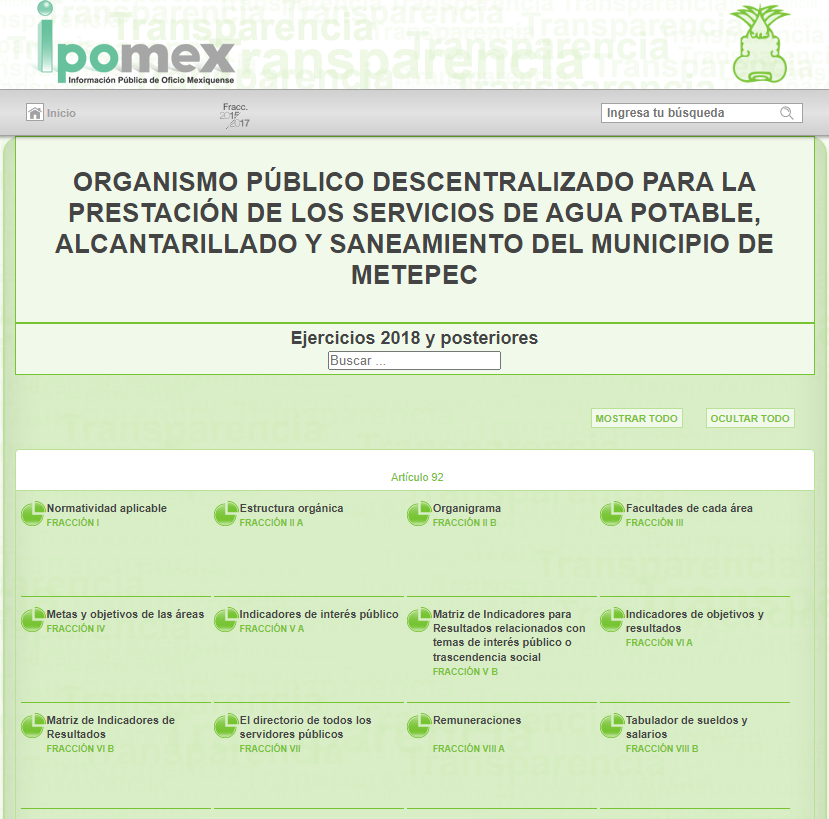 ipomex
Información Pública de Oficio Mexiquense
Inicio
Fracc.
2018
/2017
Ingresa tu búsqueda
ORGANISMO PÚBLICO DESCENTRALIZADO PARA LA
PRESTACIÓN DE LOS SERVICIOS DE AGUA POTABLE,
ALCANTARILLADO Y SANEAMIENTO DEL MUNICIPIO DE
METEPEC
Ejercicios 2018 y posteriores
Buscar ...
MOSTRAR TODO OCULTAR TODO
Artículo 92
Normatividad aplicable
FRACCIÓN I
Estructura orgánica
FRACCIÓN II A
Organigrama
FRACCIÓN II B
Facultades de cada área
FRACCIÓN III
Metas y objetivos de las áreas
FRACCIÓN IV
Indicadores de interés público
FRACCIÓN V A
Matriz de Indicadores para
Resultados relacionados con
temas de interés público o
trascendencia social
FRACCIÓN V B
Indicadores de objetivos y
resultados
FRACCIÓN VI A
Matriz de Indicadores de
Resultados
FRACCIÓN VI B
El directorio de todos los
servidores públicos
FRACCIÓN VII
Remuneraciones
FRACCIÓN VIII A
Tabulador de sueldos y
salarios
FRACCIÓN VIII B